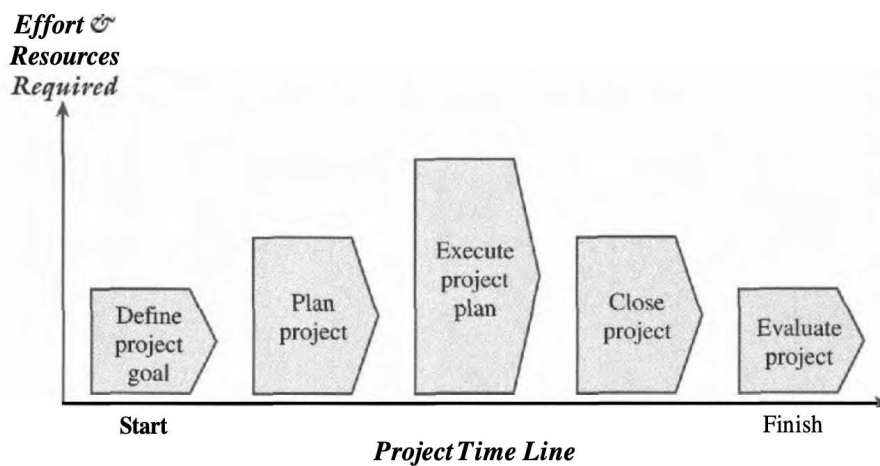 Effort &
Resources
Required
Define
project
goal
Plan
project
Execute
project
plan
Close
project
Evaluate
project
Start
Finish
Project Time Line